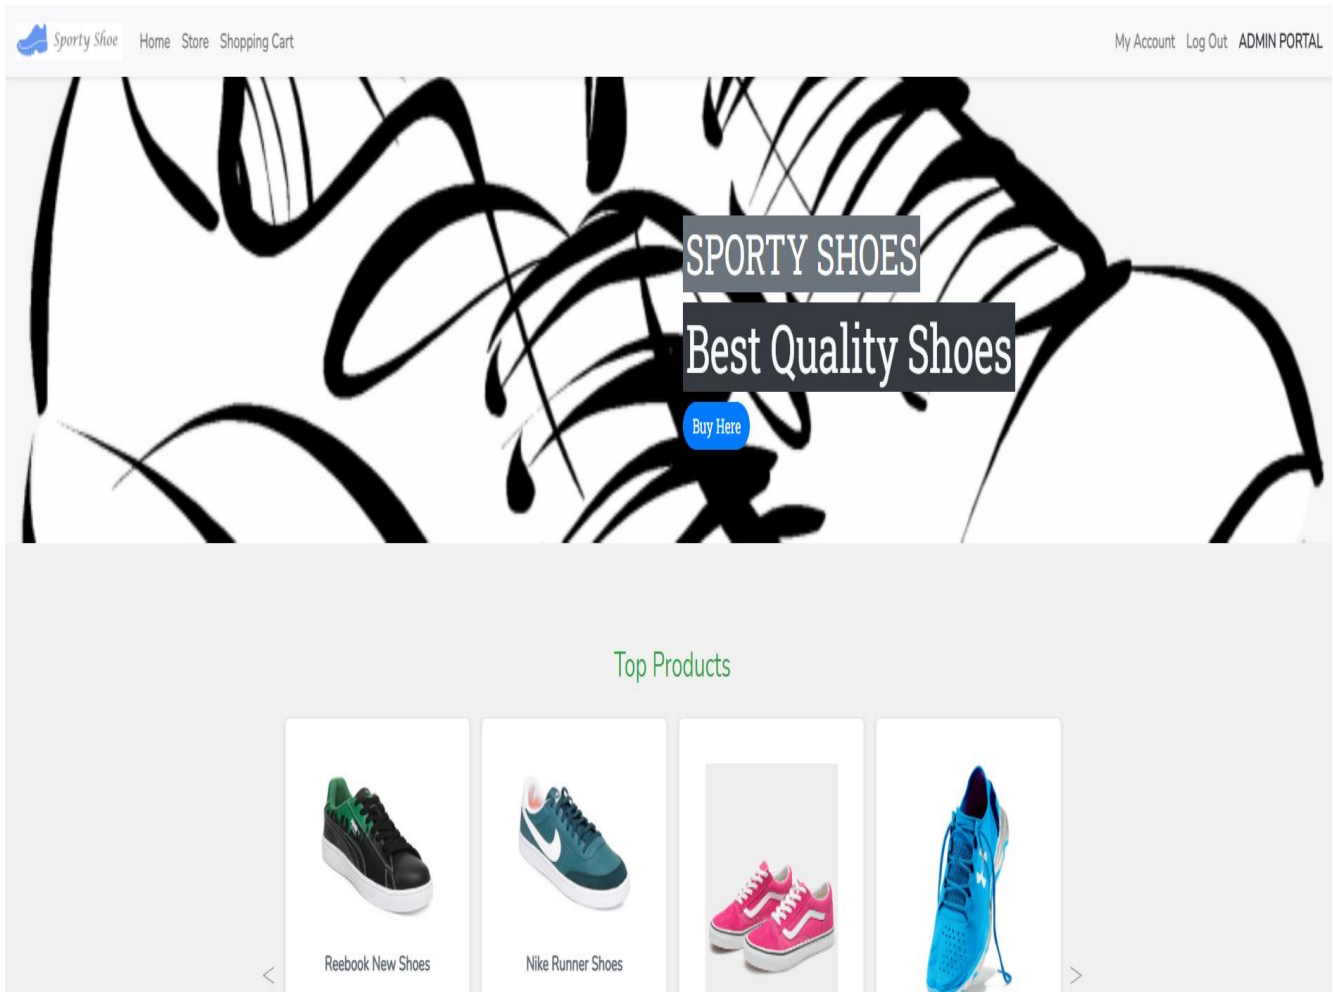 Sporty Shoe Home Store Shopping Cart My Account Log Out ADMIN PORTAL
SPORTY SHOES
Best Quality Shoes
Buy Here
Top Products
Reebook New Shoes Nike Runner Shoes